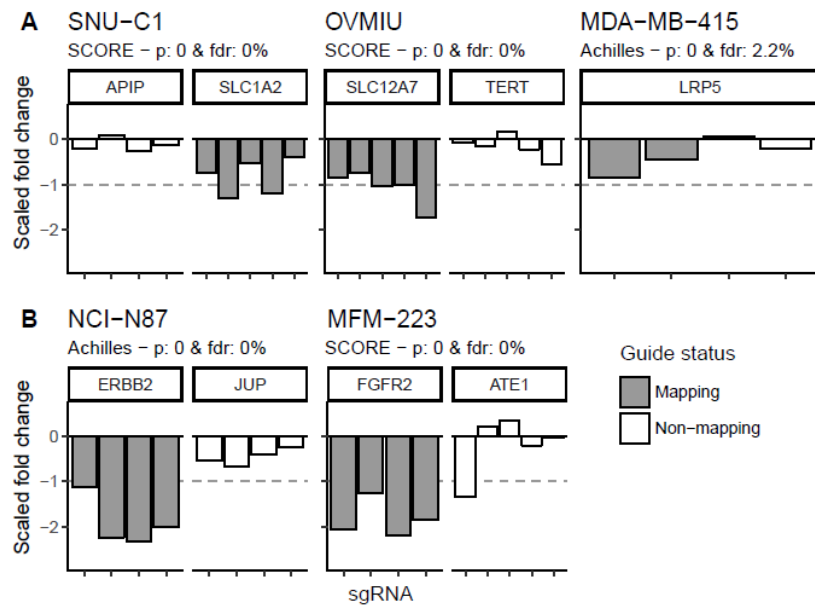 A
SNU−C1
SCORE − p: 0 & fdr: 0%
OVMIU
SCORE − p: 0 & fdr: 0%
MDA−MB−415
Achilles − p: 0 & fdr: 2.2%
APIP
SLC1A2
SLC12A7
TERT
LRP5
Scaled fold change
0
−1
−2
B
NCI−N87
Achilles − p: 0 & fdr: 0%
MFM−223
SCORE − p: 0 & fdr: 0%
ERBB2
JUP
FGFR2
ATE1
Scaled fold change
0
−1
−2
sgRNA
Guide status
Mapping
Non−mapping